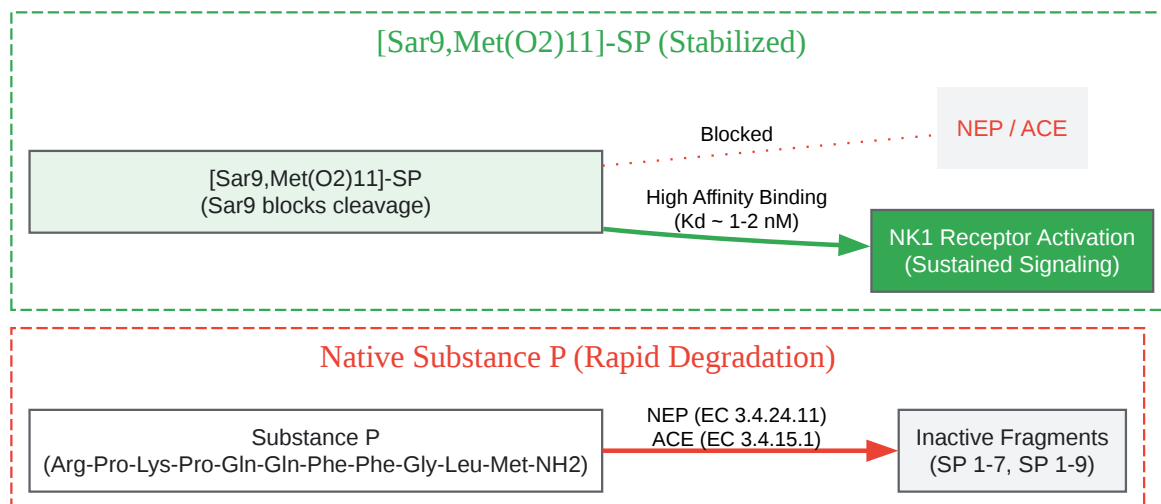 [Sar9,Met(O2)11]-SP (Stabilized)
NEP / ACE
Blocked
[Sar9,Met(O2)11]-SP
(Sar9 blocks cleavage)
High Affinity Binding
(Kd ~ 1-2 nM)
NK1 Receptor Activation
(Sustained Signaling)
Native Substance P (Rapid Degradation)
Substance P
(Arg-Pro-Lys-Pro-Gln-Gln-Phe-Phe-Gly-Leu-Met-NH2)
NEP (EC 3.4.24.11)
ACE (EC 3.4.15.1)
Inactive Fragments
(SP 1-7, SP 1-9)